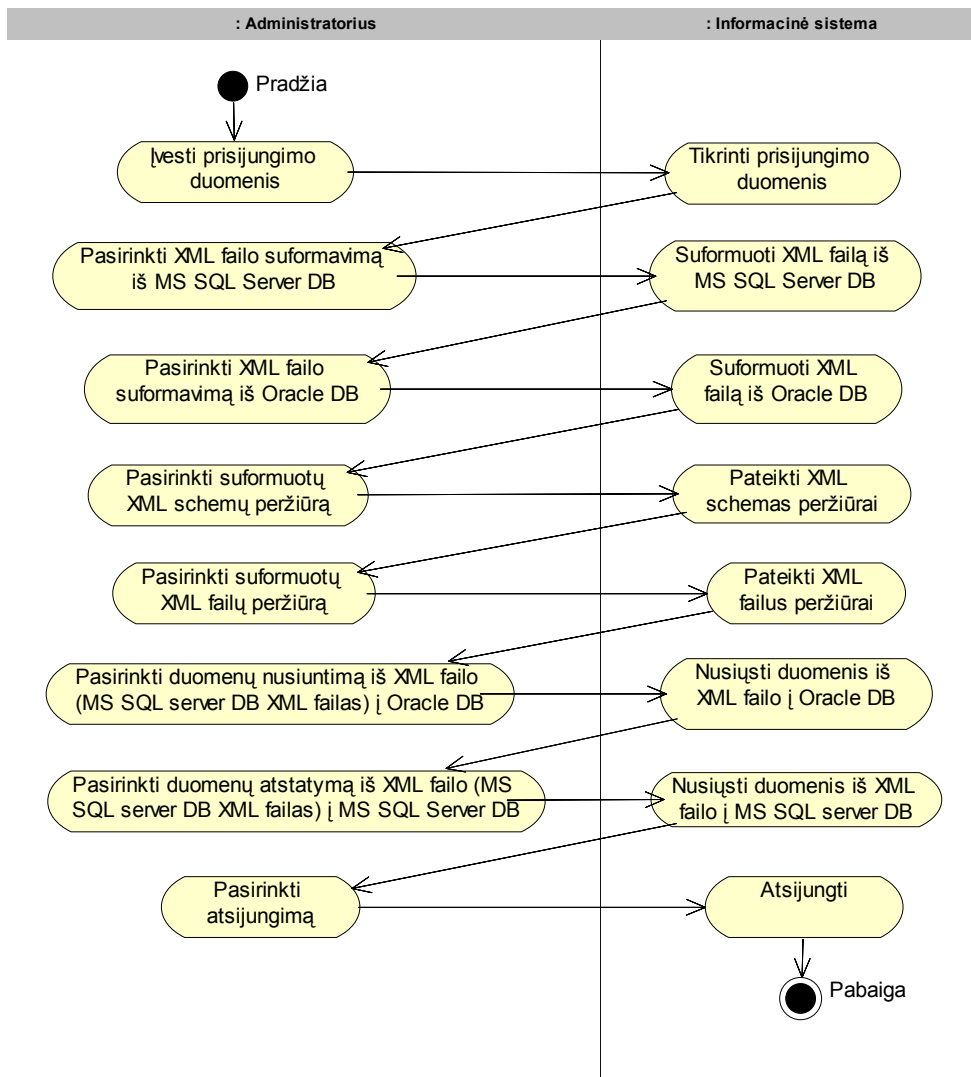 : Administratorius
: Informacinė sistema
Pradžia
Įvesti prisijungimo
duomenis
Tikrinti prisijungimo
duomenis
Pasirinkti XML failo suformavimą
iš MS SQL Server DB
Suformuoti XML failą iš
MS SQL Server DB
Pasirinkti XML failo
suformavimą iš Oracle DB
Suformuoti XML
failą iš Oracle DB
Pasirinkti suformuotų
XML schemų peržiūrą
Pateikti XML
schemas peržiūrai
Pasirinkti suformuotų
XML failų peržiūrą
Pateikti XML
failus peržiūrai
Pasirinkti duomenų nusiuntimą iš XML failo
(MS SQL server DB XML failas) į Oracle DB
Nusiųsti duomenis iš
XML failo į Oracle DB
Pasirinkti duomenų atstatymą iš XML failo (MS
SQL server DB XML failas) į MS SQL Server DB
Nusiųsti duomenis iš XML
failo į MS SQL server DB
Pasirinkti
atsijungimą
Atsijungti
Pabaiga